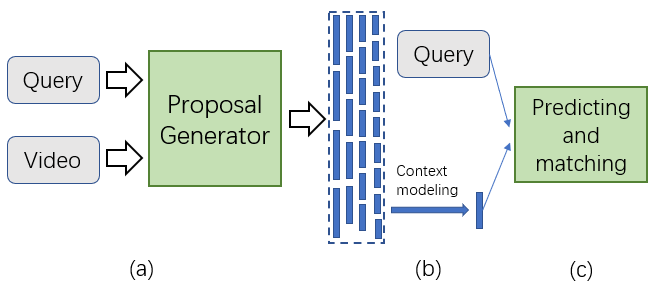 Query
Video
Proposal
Generator
Query
Context
modeling
Predicting
and
matching
(a)
(b)
(c)